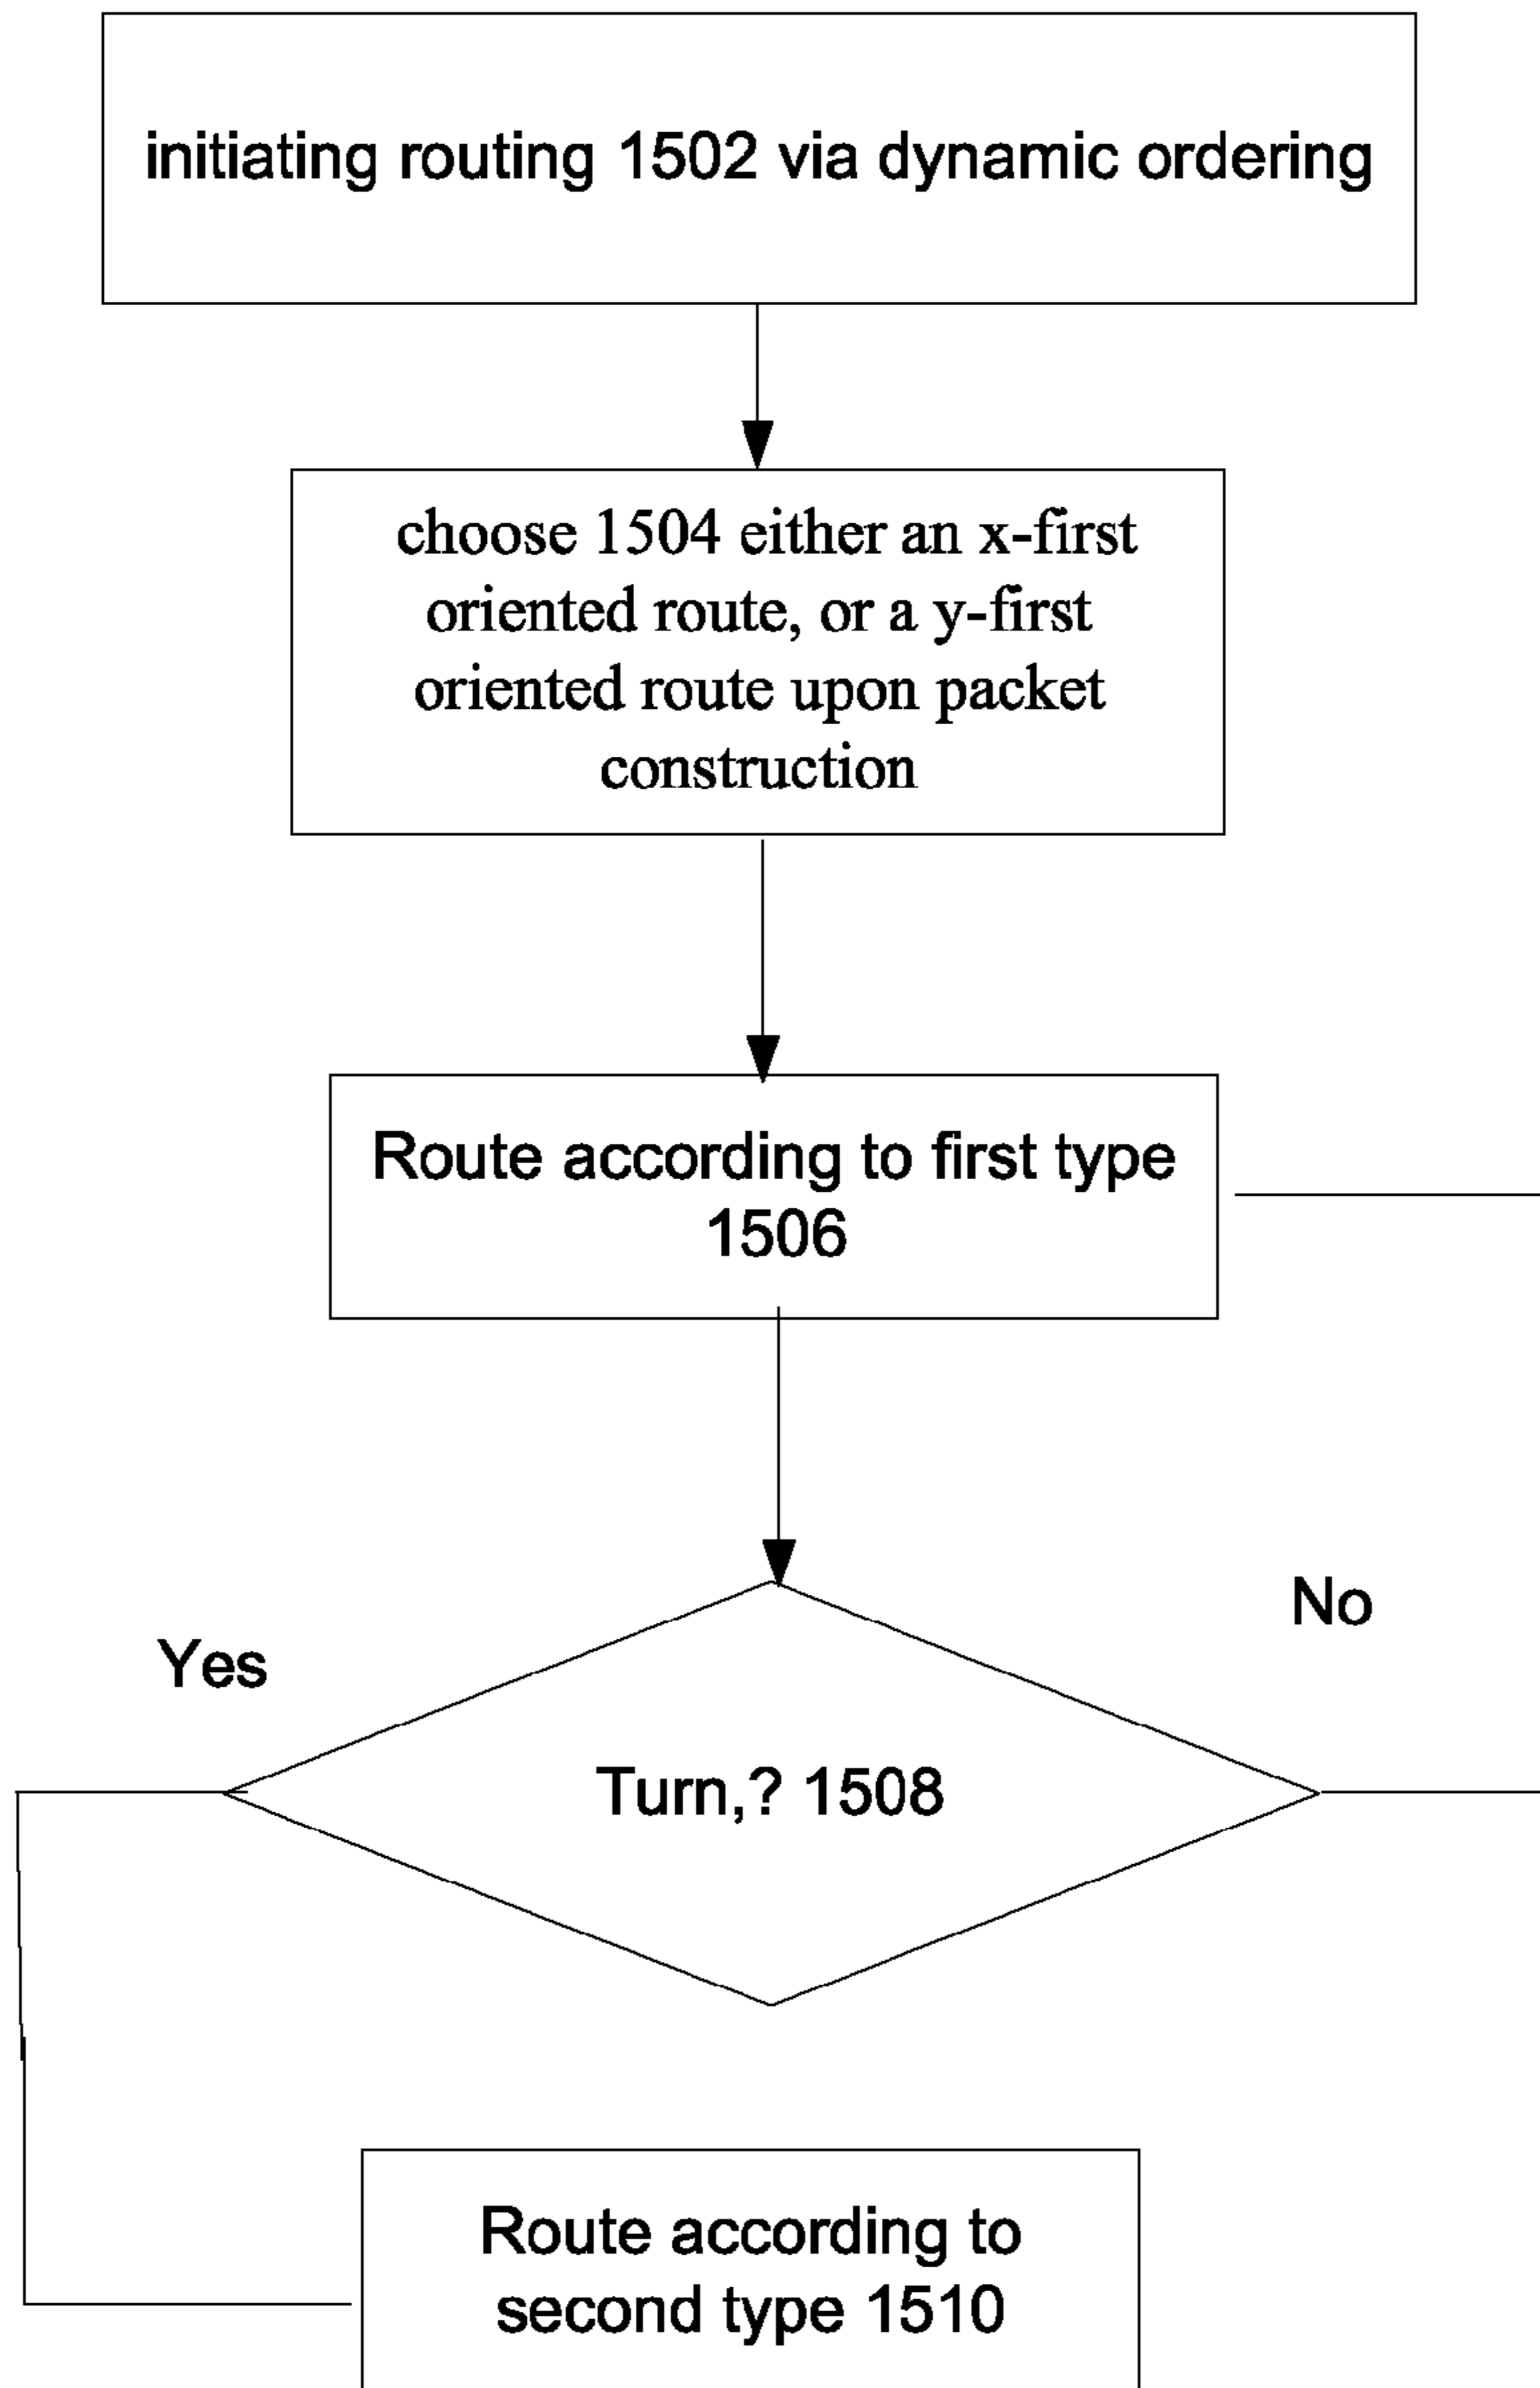 initiating routing 1502 via dynamic ordering
choose 1504 either an x-first
oriented route, or a y-first
oriented route upon packet
construction
Route according to first type
1506
No
Yes
Turn,? 1508
Route according to
second type 1510